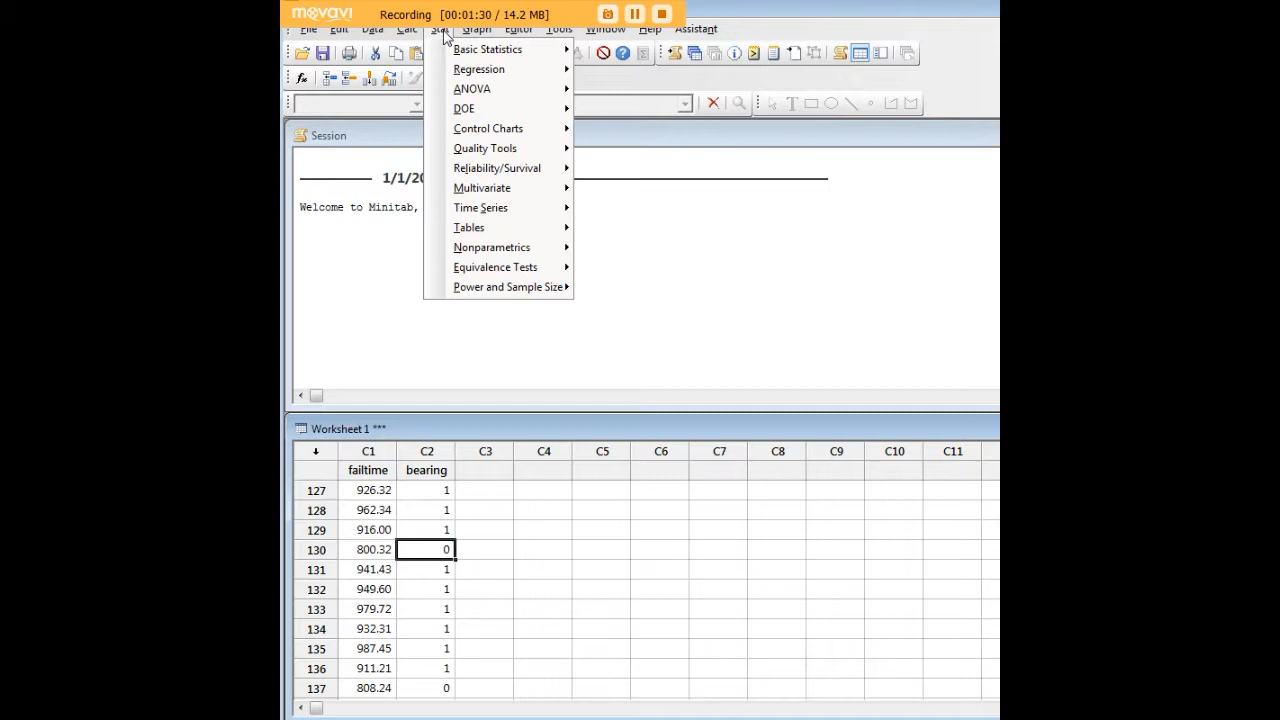 movavi Recording [00:01:30 / 14.2 MB]
File Edit Data Calc Stat Graph Editor Tools Window Help Assistant
Basic Statistics
Regression
ANOVA
DOE
Control Charts
Quality Tools
Reliability/Survival
Multivariate
Time Series
Tables
Nonparametrics
Equivalence Tests
Power and Sample Size
Session
1/1/20
Welcome to Minitab,
Worksheet 1 ***
C1 C2 C3 C4 C5 C6 C7 C8 C9 C10 C11
failtime bearing
127 926.32 1
128 962.34 1
129 916.00 1
130 800.32 0
131 941.43 1
132 949.60 1
133 979.72 1
134 932.31 1
135 987.45 1
136 911.21 1
137 808.24 0